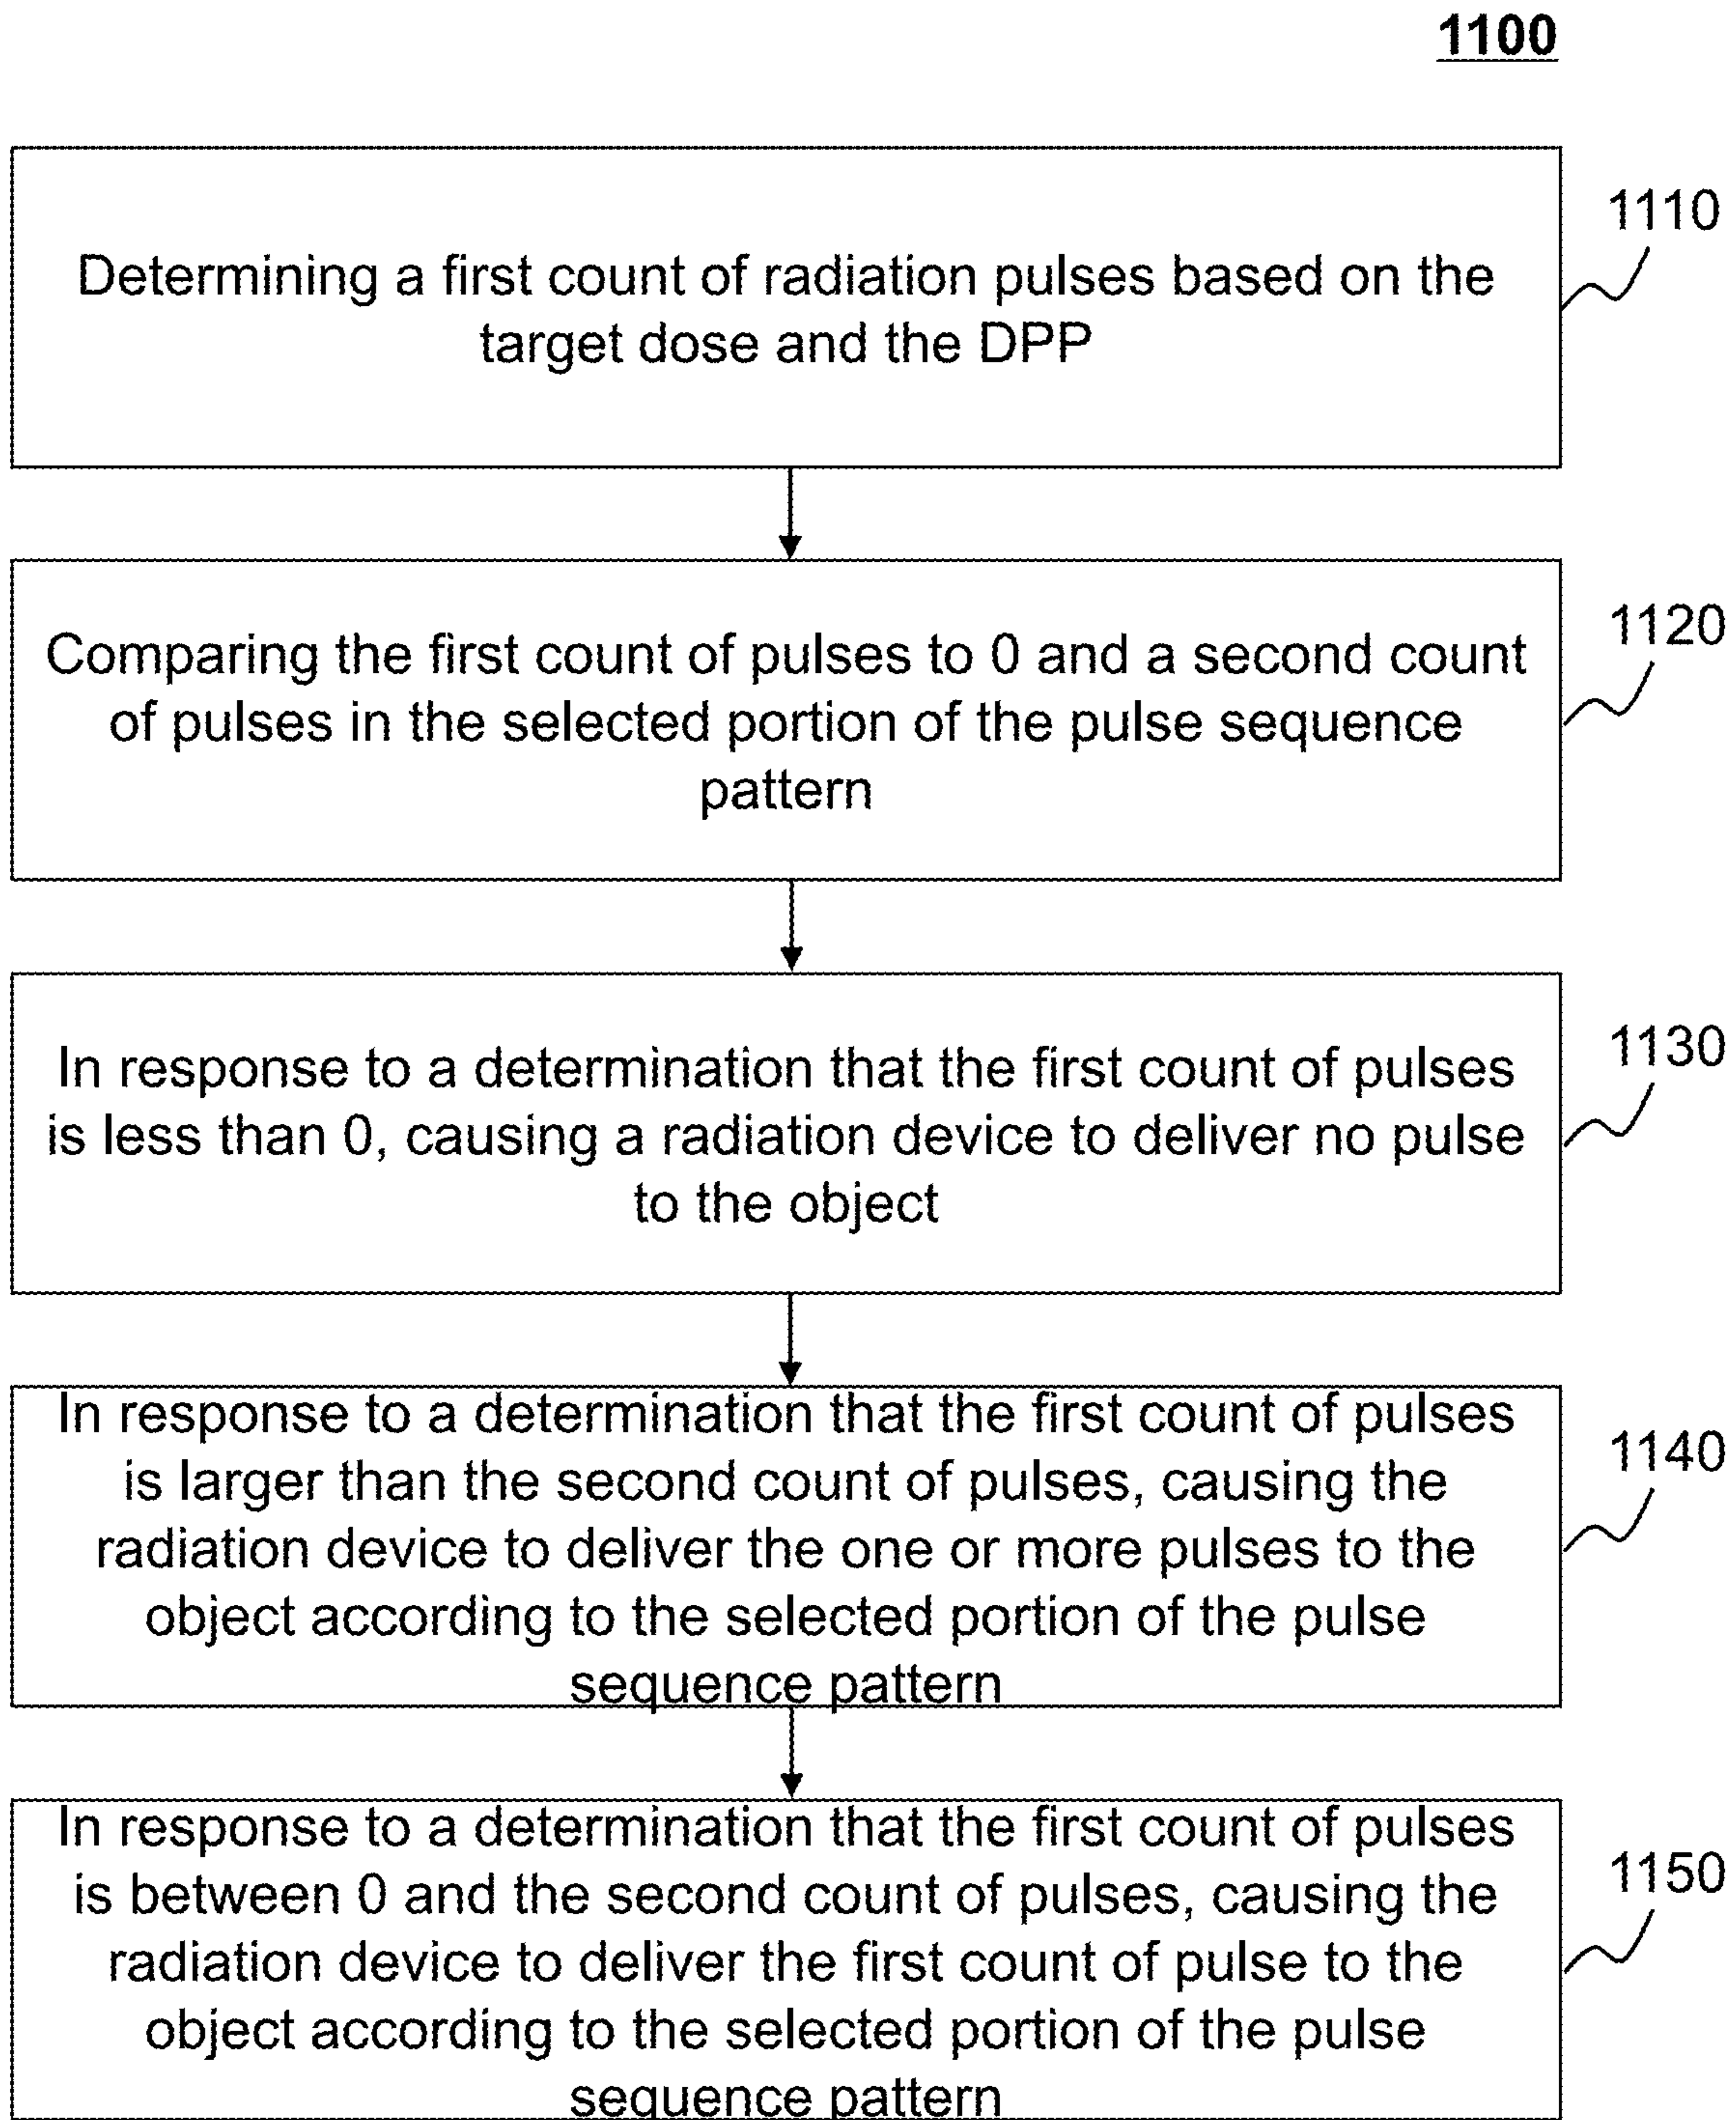 1100
Determining a first count of radiation pulses based on the
target dose and the DPP
1110
Comparing the first count of pulses to 0 and a second count
of pulses in the selected portion of the pulse sequence
pattern
1120
In response to a determination that the first count of pulses
is less than 0, causing a radiation device to deliver no pulse
to the object
1130
In response to a determination that the first count of pulses
is larger than the second count of pulses, causing the
radiation device to deliver the one or more pulses to the
object according to the selected portion of the pulse
sequence pattern
1140
In response to a determination that the first count of pulses
is between 0 and the second count of pulses, causing the
radiation device to deliver the first count of pulse to the
object according to the selected portion of the pulse
sequence pattern
1150